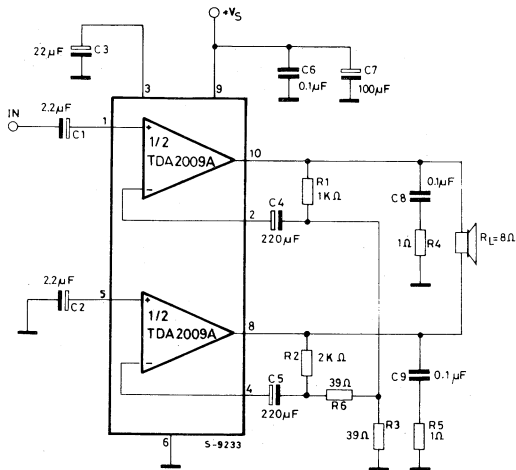 +VS
22µF
C3
C6
0.1µF
C7
100µF
3
9
IN
2.2µF
C1
1
+
1/2
TDA2009A
−
10
R1
1KΩ
0.1µF
C8
C4
220µF
2
1Ω
R4
RL=8Ω
2.2µF
C2
5
+
1/2
TDA2009A
−
8
R2
2KΩ
C9
0.1µF
4
C5
220µF
39Ω
R6
R3
39Ω
R5
1Ω
6
S-9233